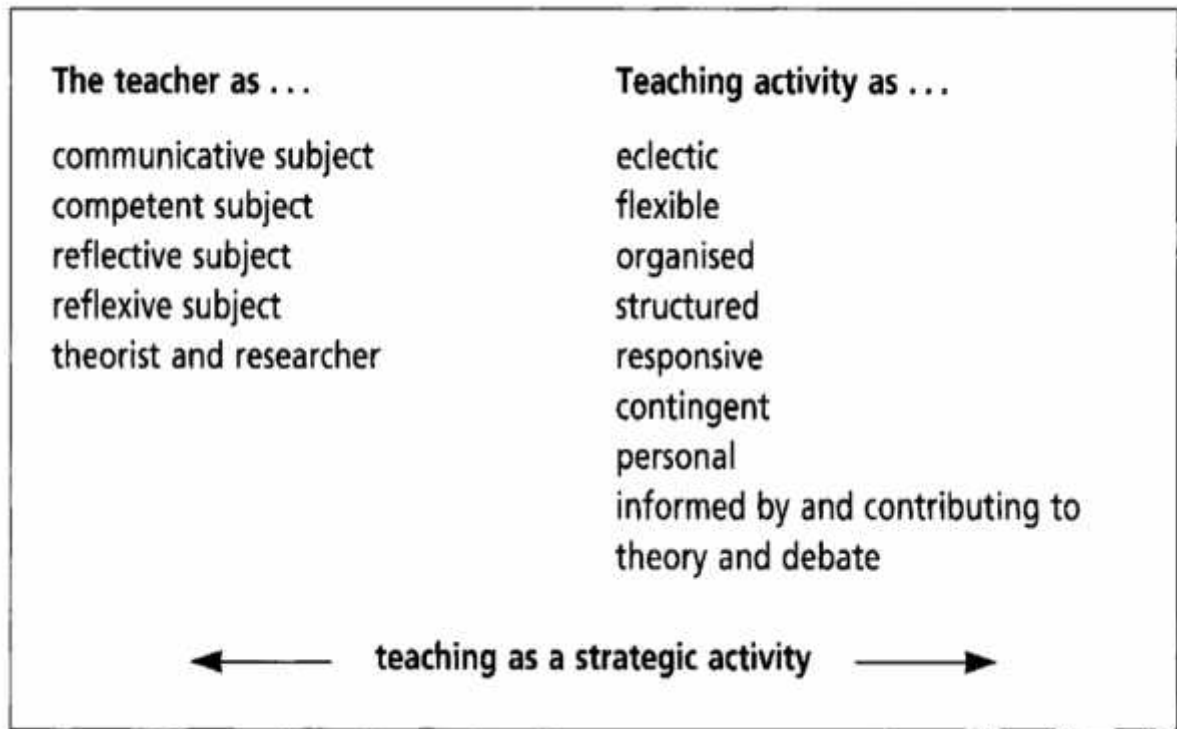 The teacher as . . .
communicative subject
competent subject
reflective subject
reflexive subject
theorist and researcher
Teaching activity as . . .
eclectic
flexible
organised
structured
responsive
contingent
personal
informed by and contributing to
theory and debate
teaching as a strategic activity